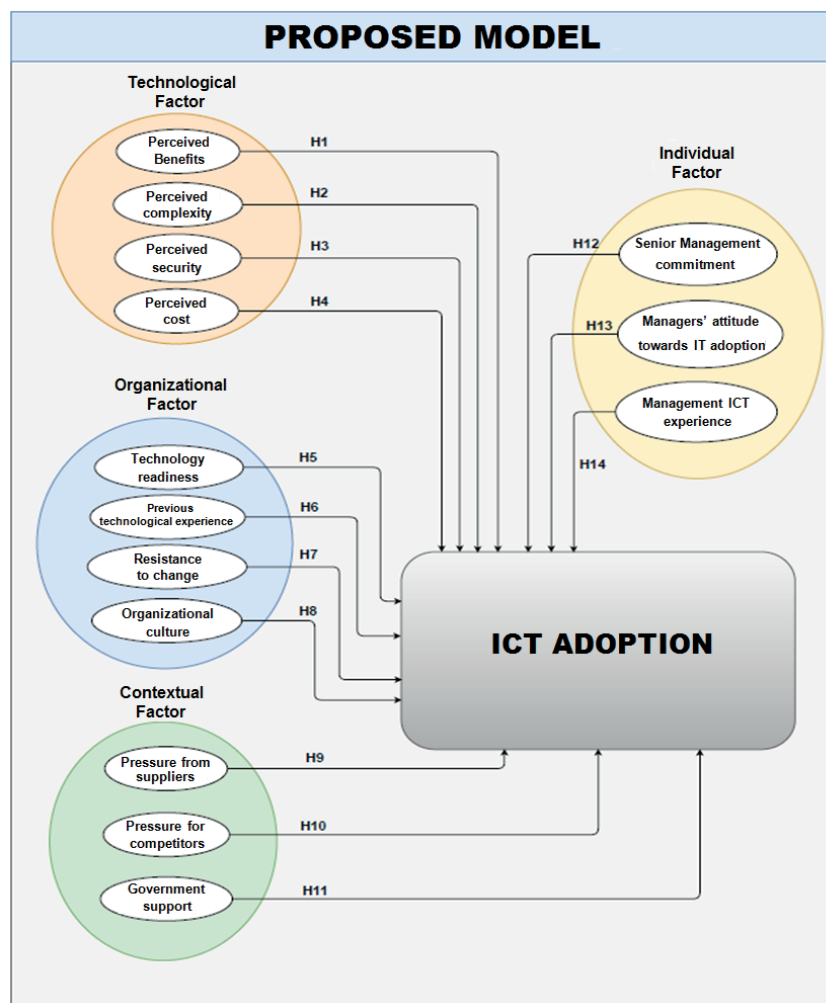 PROPOSED MODEL
Technological
Factor
Perceived
Benefits
H1
Perceived
complexity
H2
Perceived
security
H3
Perceived
cost
H4
Individual
Factor
Senior Management
commitment
H12
Managers' attitude
towards IT adoption
H13
Management ICT
experience
H14
Organizational
Factor
Technology
readiness
H5
Previous
technological experience
H6
Resistance
to change
H7
Organizational
culture
H8
ICT ADOPTION
Contextual
Factor
Pressure from
suppliers
H9
Pressure for
competitors
H10
Government
support
H11